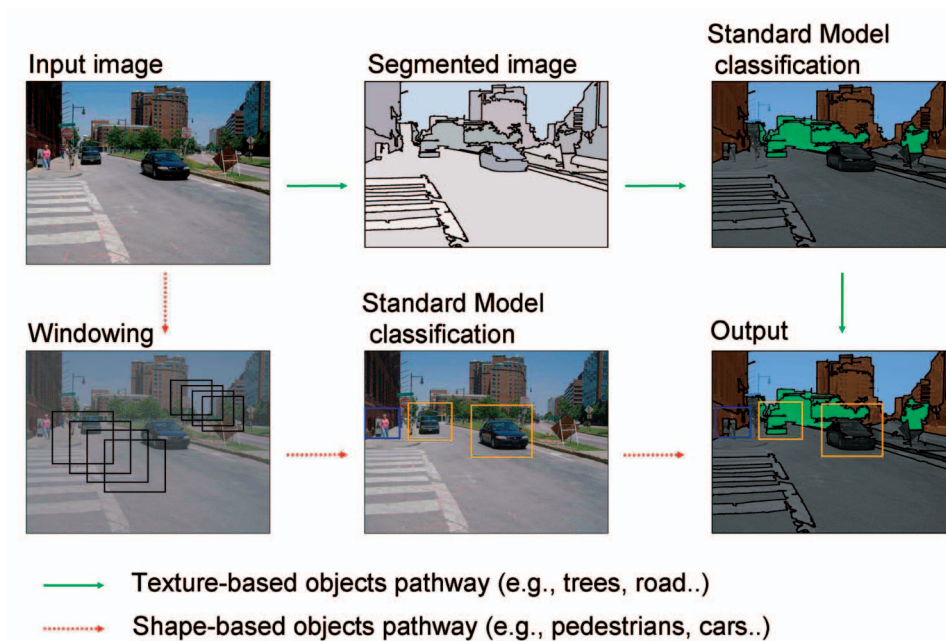 Input image
Segmented image
Standard Model
classification
Windowing
Standard Model
classification
Output
Texture-based objects pathway (e.g., trees, road..)
Shape-based objects pathway (e.g., pedestrians, cars..)